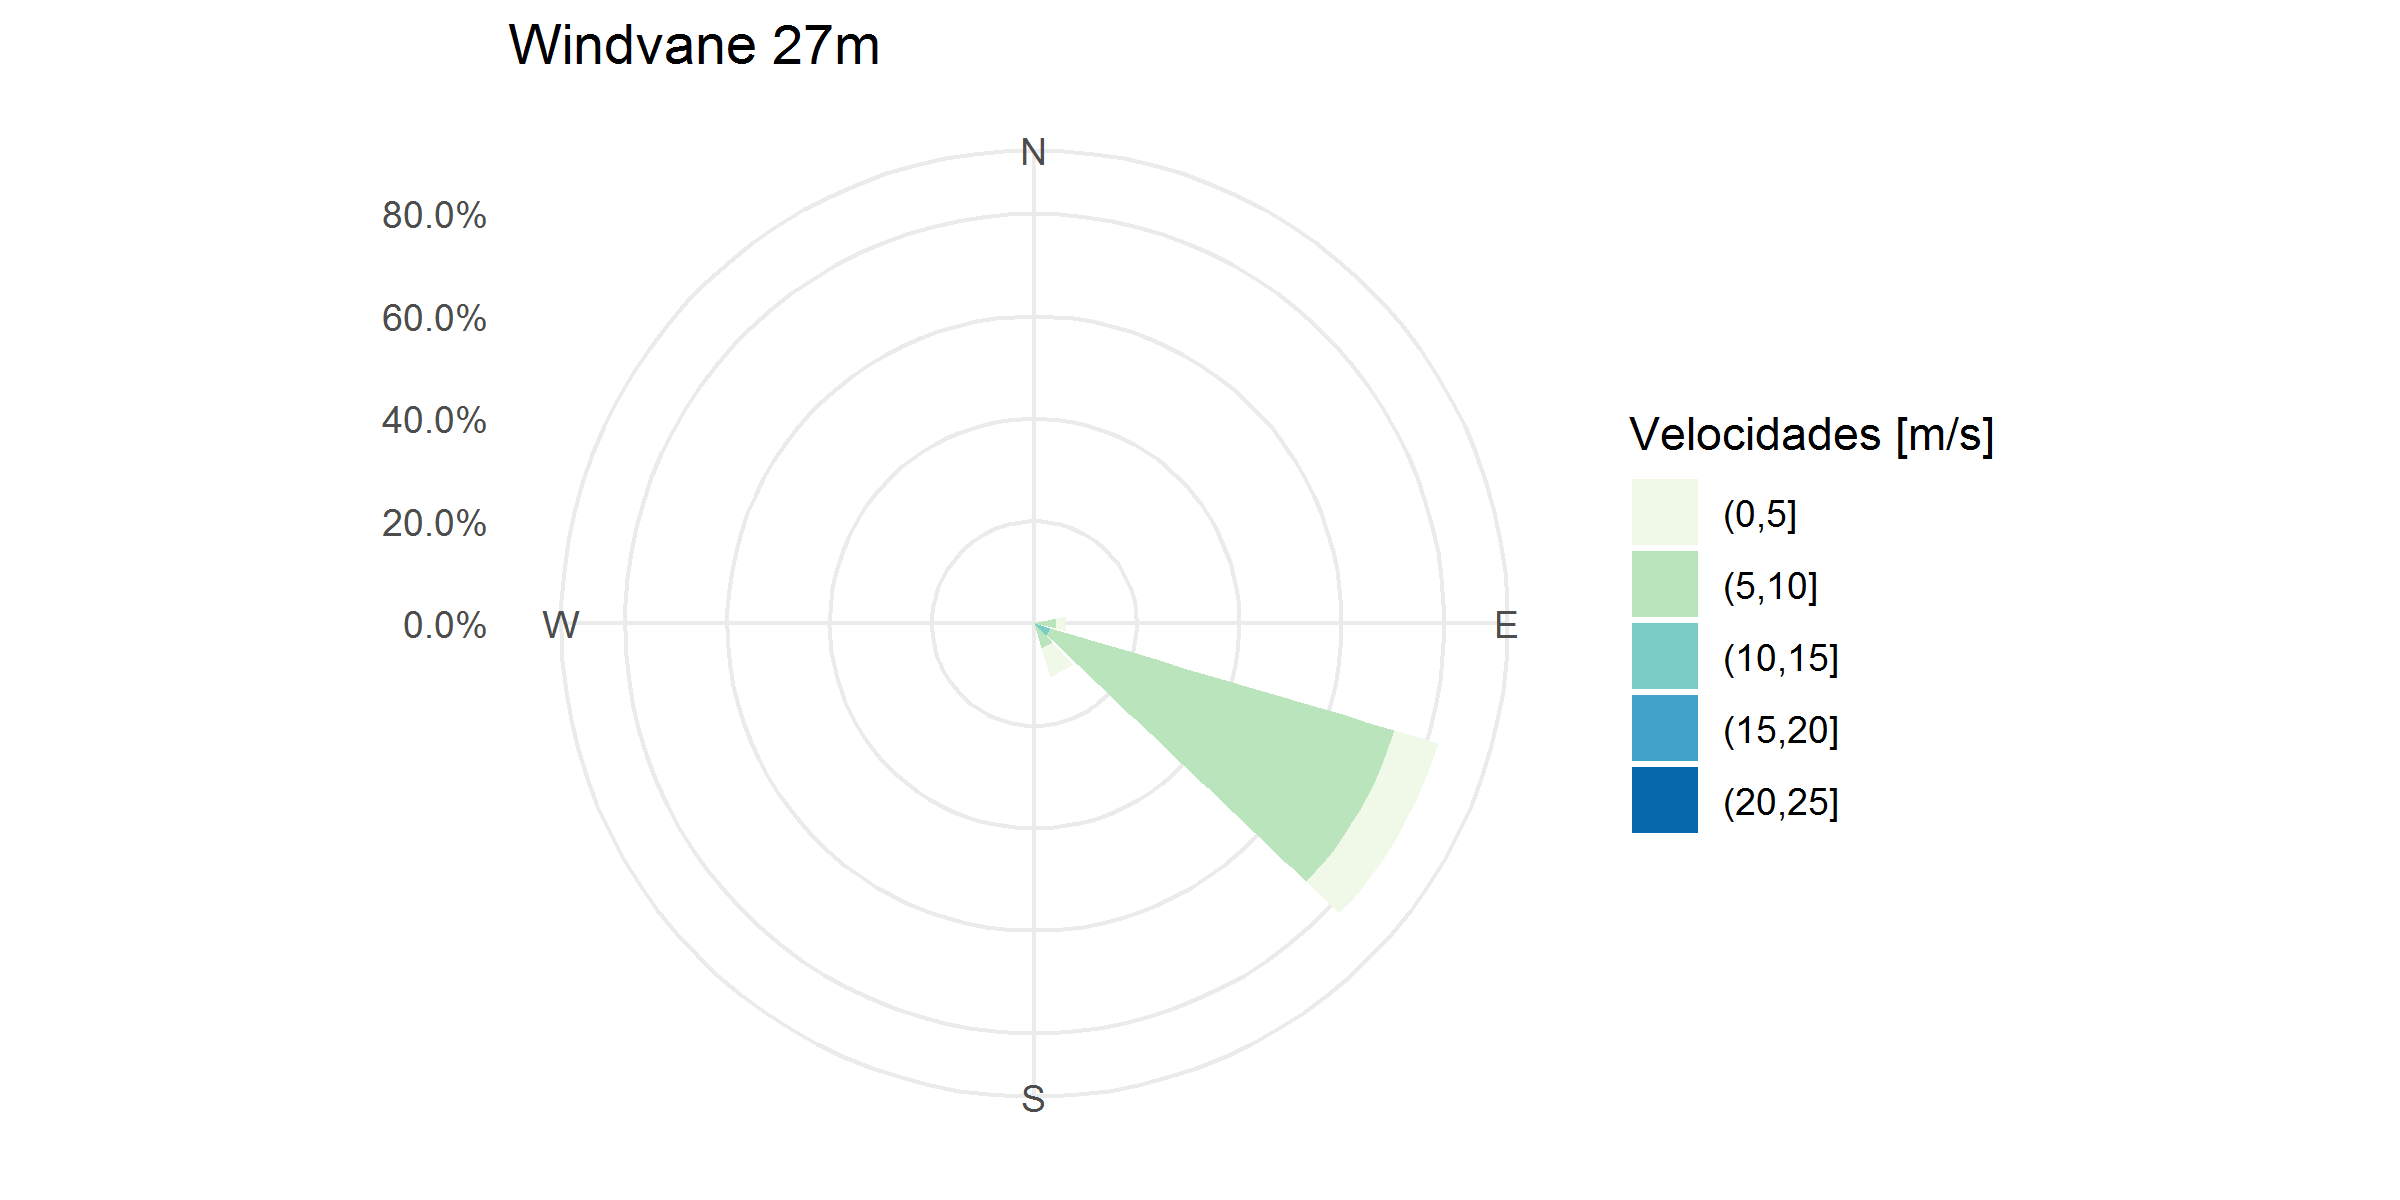 Windvane 27m
N
80.0%
60.0%
40.0%
20.0%
0.0%
W
E
S
Velocidades [m/s]
(0,5]
(5,10]
(10,15]
(15,20]
(20,25]